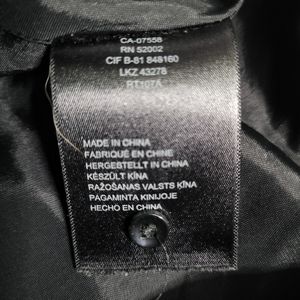 CA-07558
RN 52002
CIF B-81 848160
LKZ 43278
RT107A
MADE IN CHINA
FABRIQUÉ EN CHINE
HERGESTELLT IN CHINA
KÉSZÜLT KÍNA
RAŽOŠANAS VALSTS ĶĪNA
PAGAMINTA KINIJOJE
HECHO EN CHINA